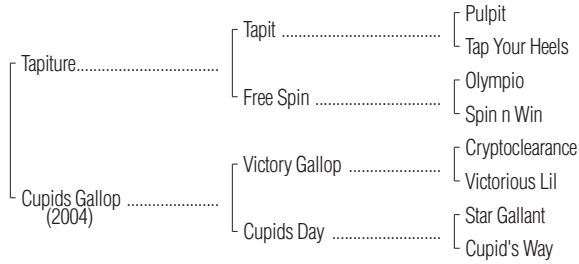 Pulpit
Tapit ........................................
Tap Your Heels
Tapiture....................................
Olympio
Free Spin ................................
Spin n Win
Cryptoclearance
Victory Gallop .......................
Victorious Lil
Cupids Gallop .......................
(2004)
Star Gallant
Cupids Day ...........................
Cupid's Way